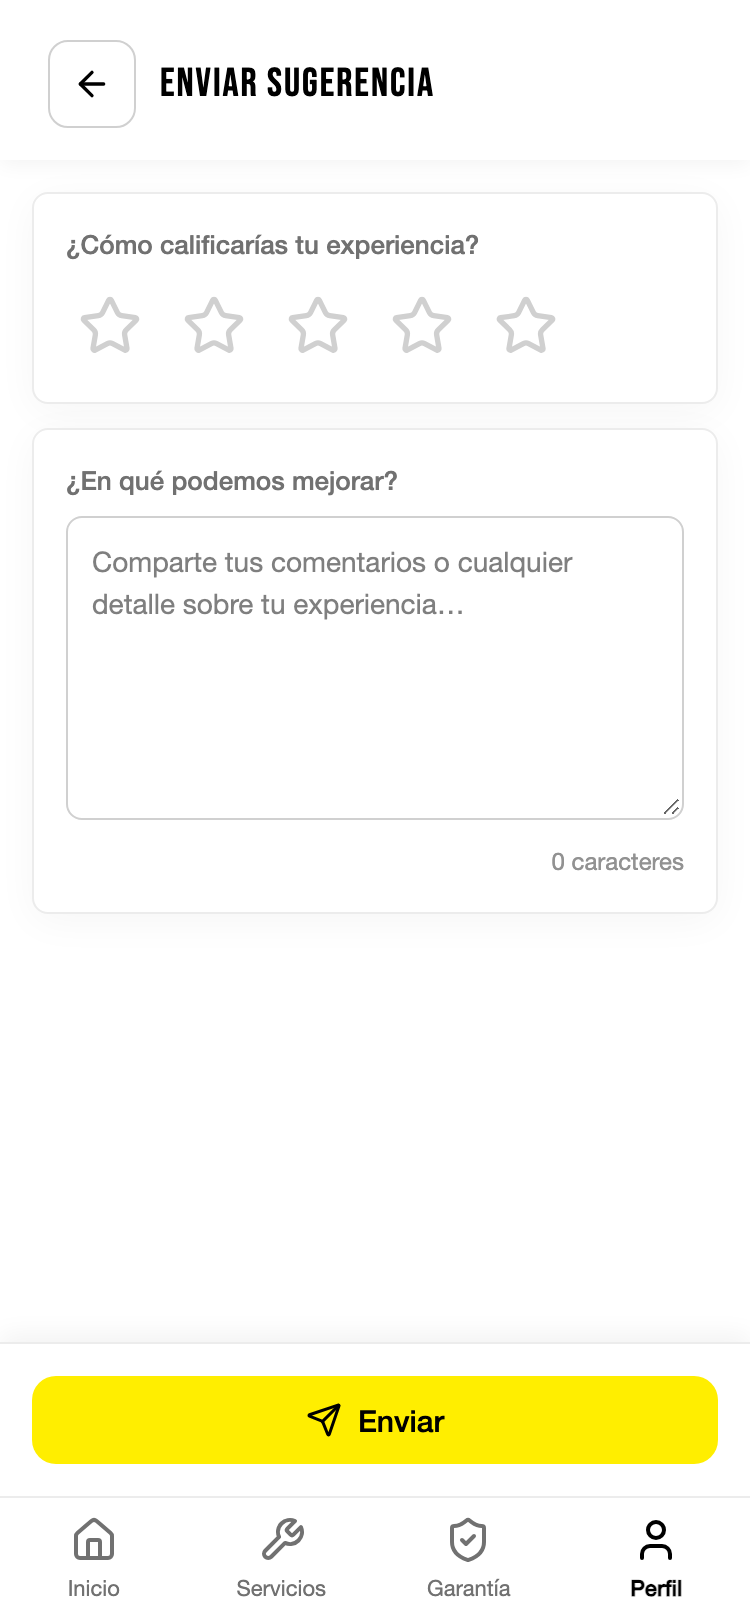 ENVIAR SUGERENCIA
¿Cómo calificarías tu experiencia?
¿En qué podemos mejorar?
Comparte tus comentarios o cualquier
detalle sobre tu experiencia...
0 caracteres
Enviar
Inicio
Servicios
Garantía
Perfil